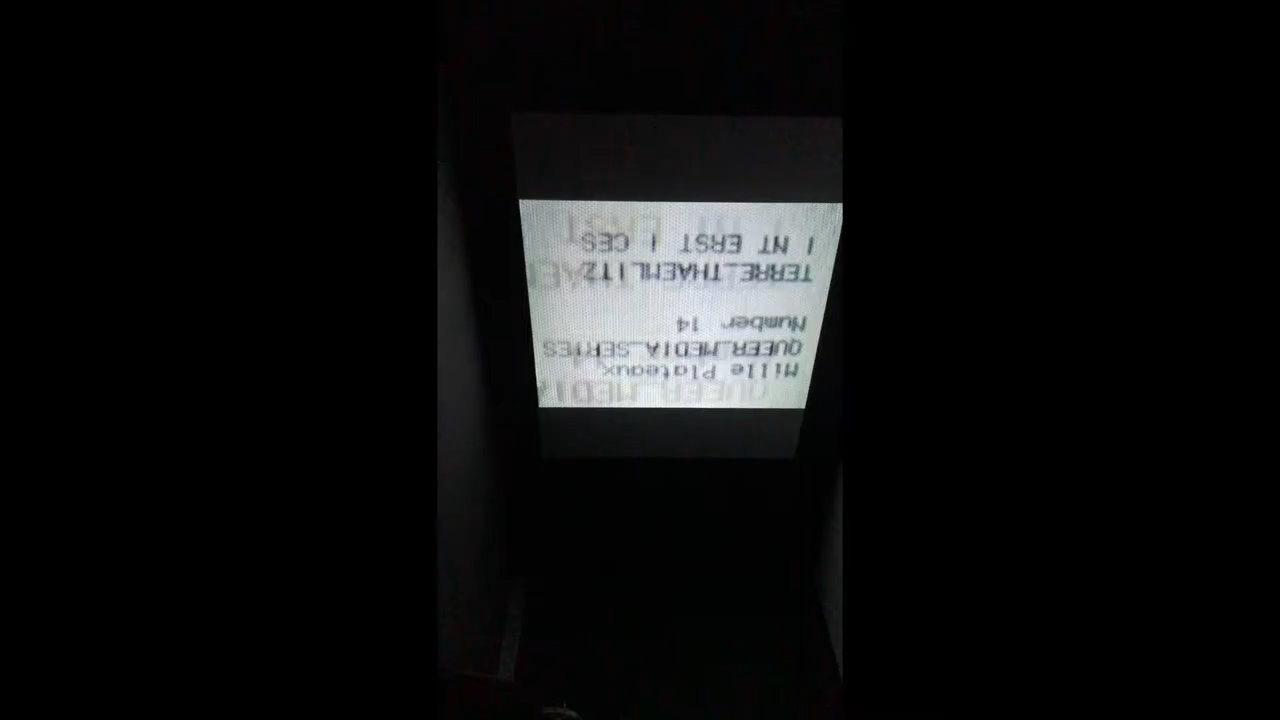 Mille Plateaux
QUEER_MEDIA_SERIES
Number 14
TERRE_THAEMLITZ
I NT ERST I CES